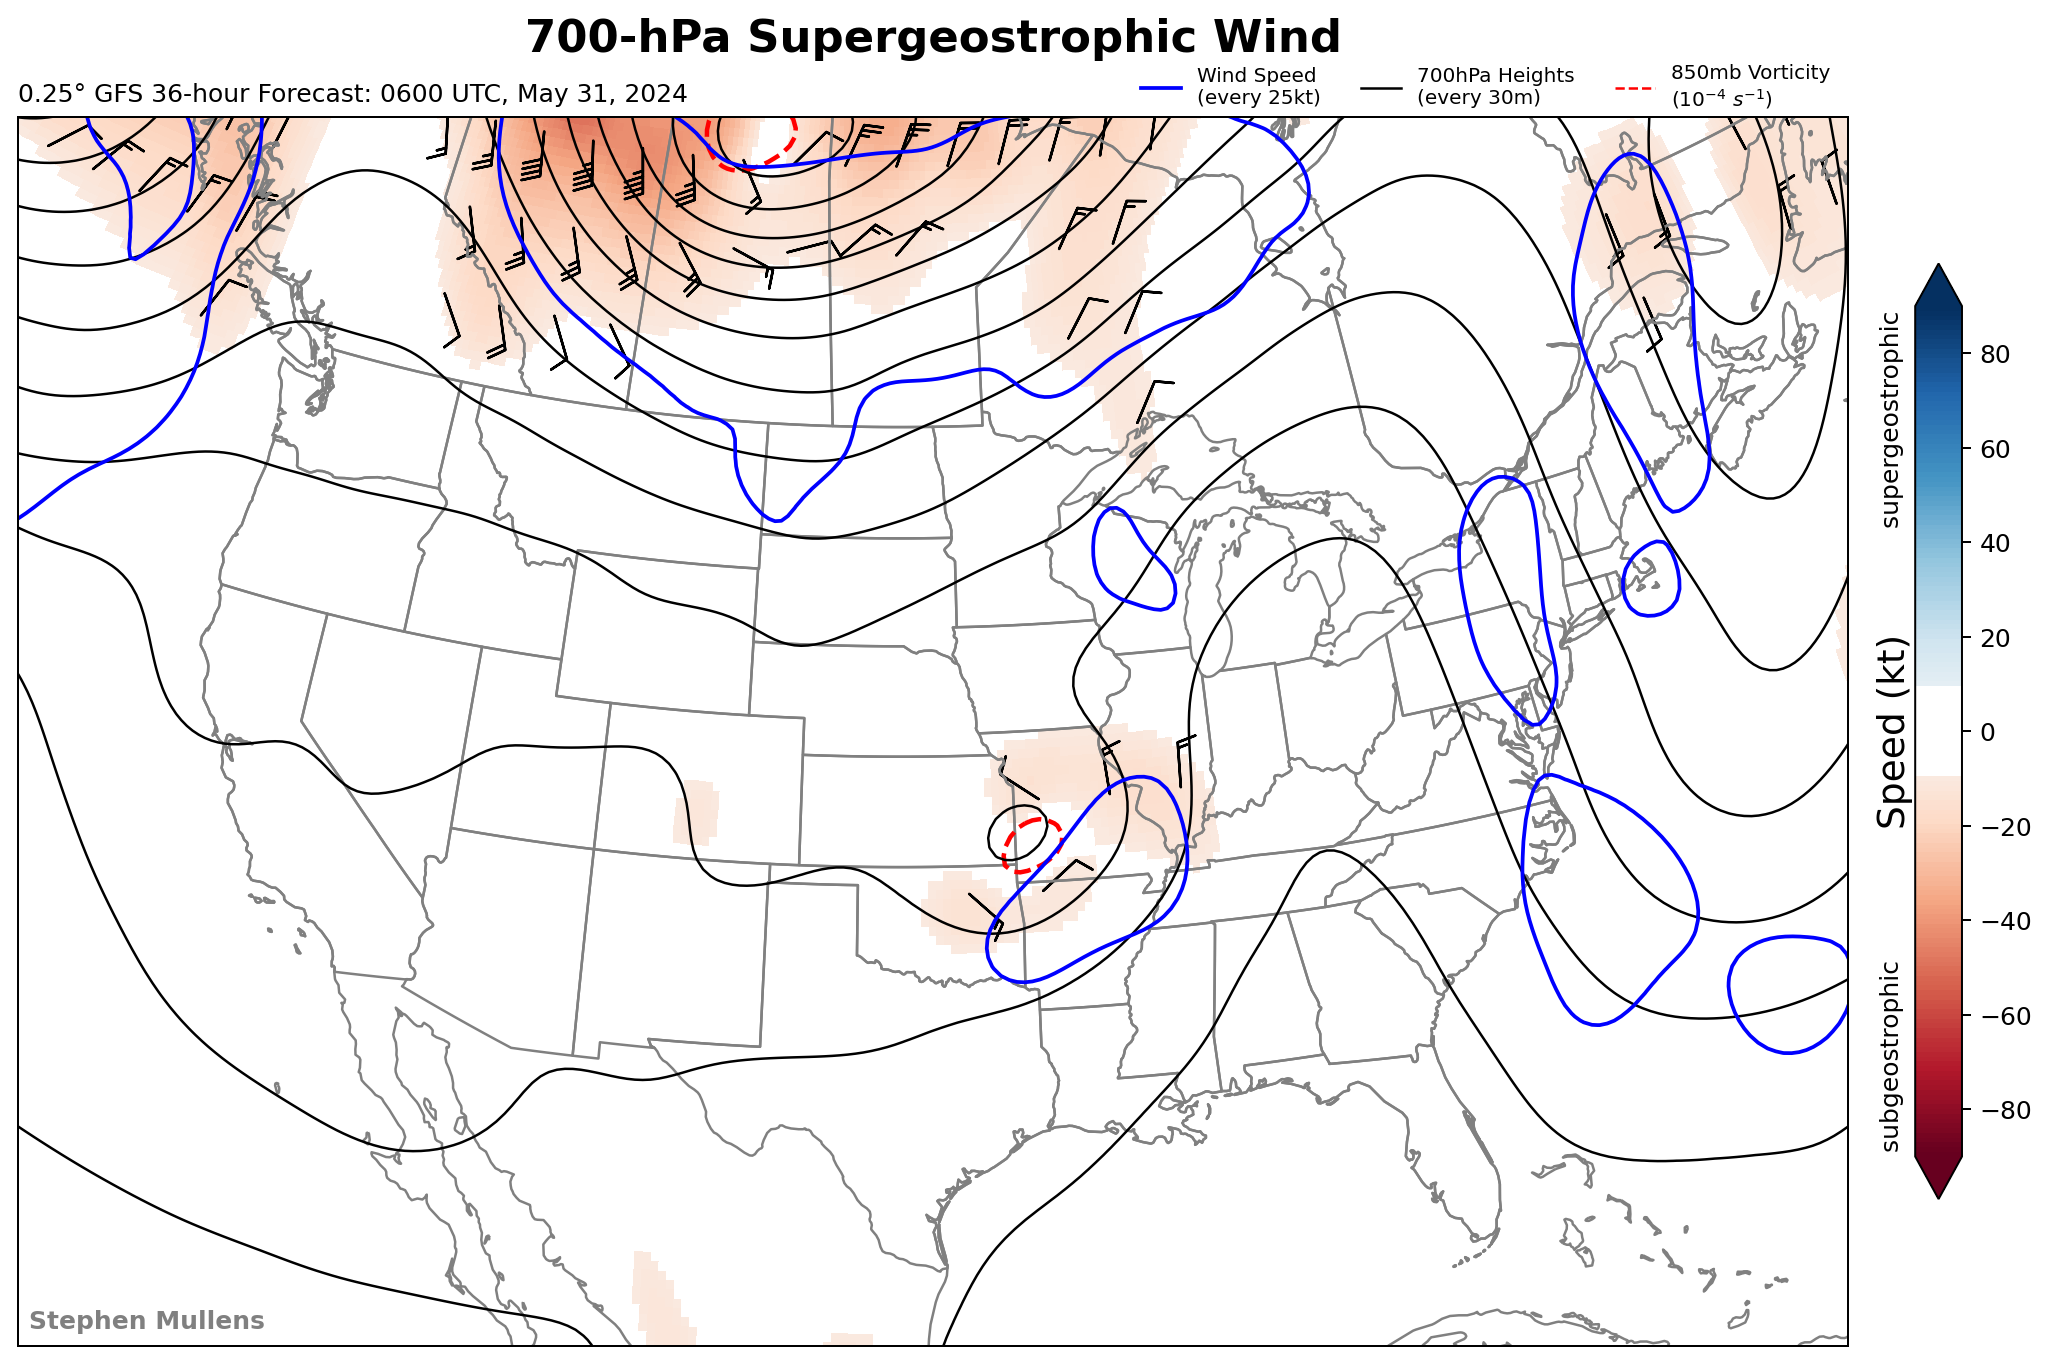 700-hPa Supergeostrophic Wind
0.25° GFS 36-hour Forecast: 0600 UTC, May 31, 2024
Wind Speed
(every 25kt)
700hPa Heights
(every 30m)
850mb Vorticity
(10⁻⁴ s⁻¹)
supergeostrophic
subgeostrophic
Speed (kt)
80
60
40
20
0
−20
−40
−60
−80
Stephen Mullens